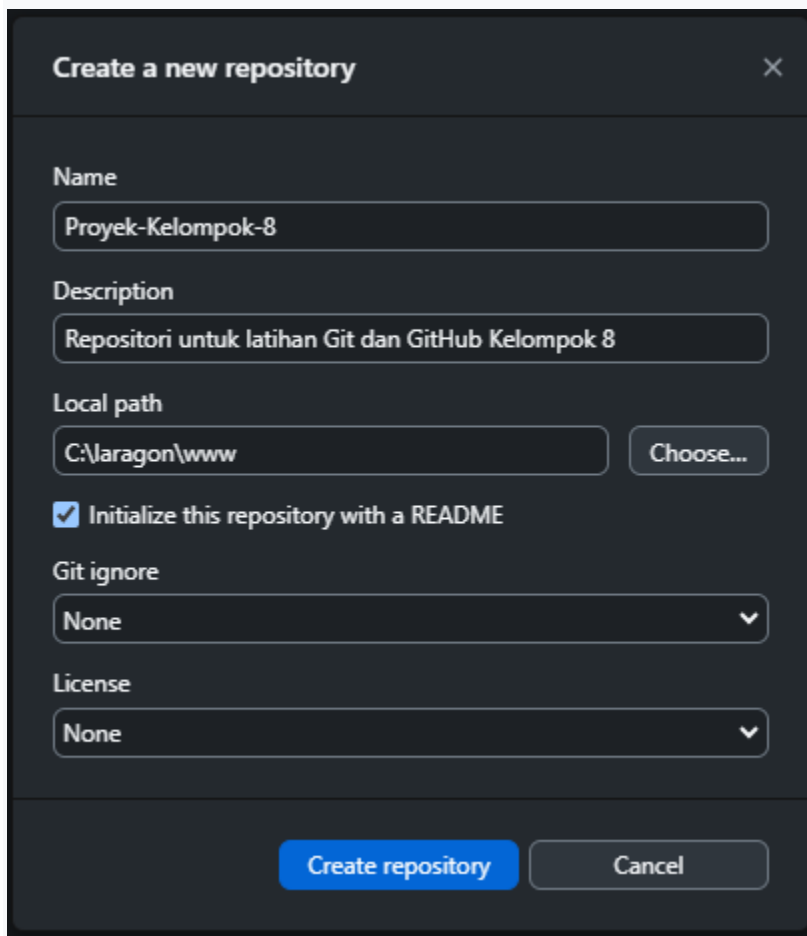 Create a new repository
Name
Proyek-Kelompok-8
Description
Repositori untuk latihan Git dan GitHub Kelompok 8
Local path
C:\laragon\www
Choose...
Initialize this repository with a README
Git ignore
None
License
None
Create repository
Cancel